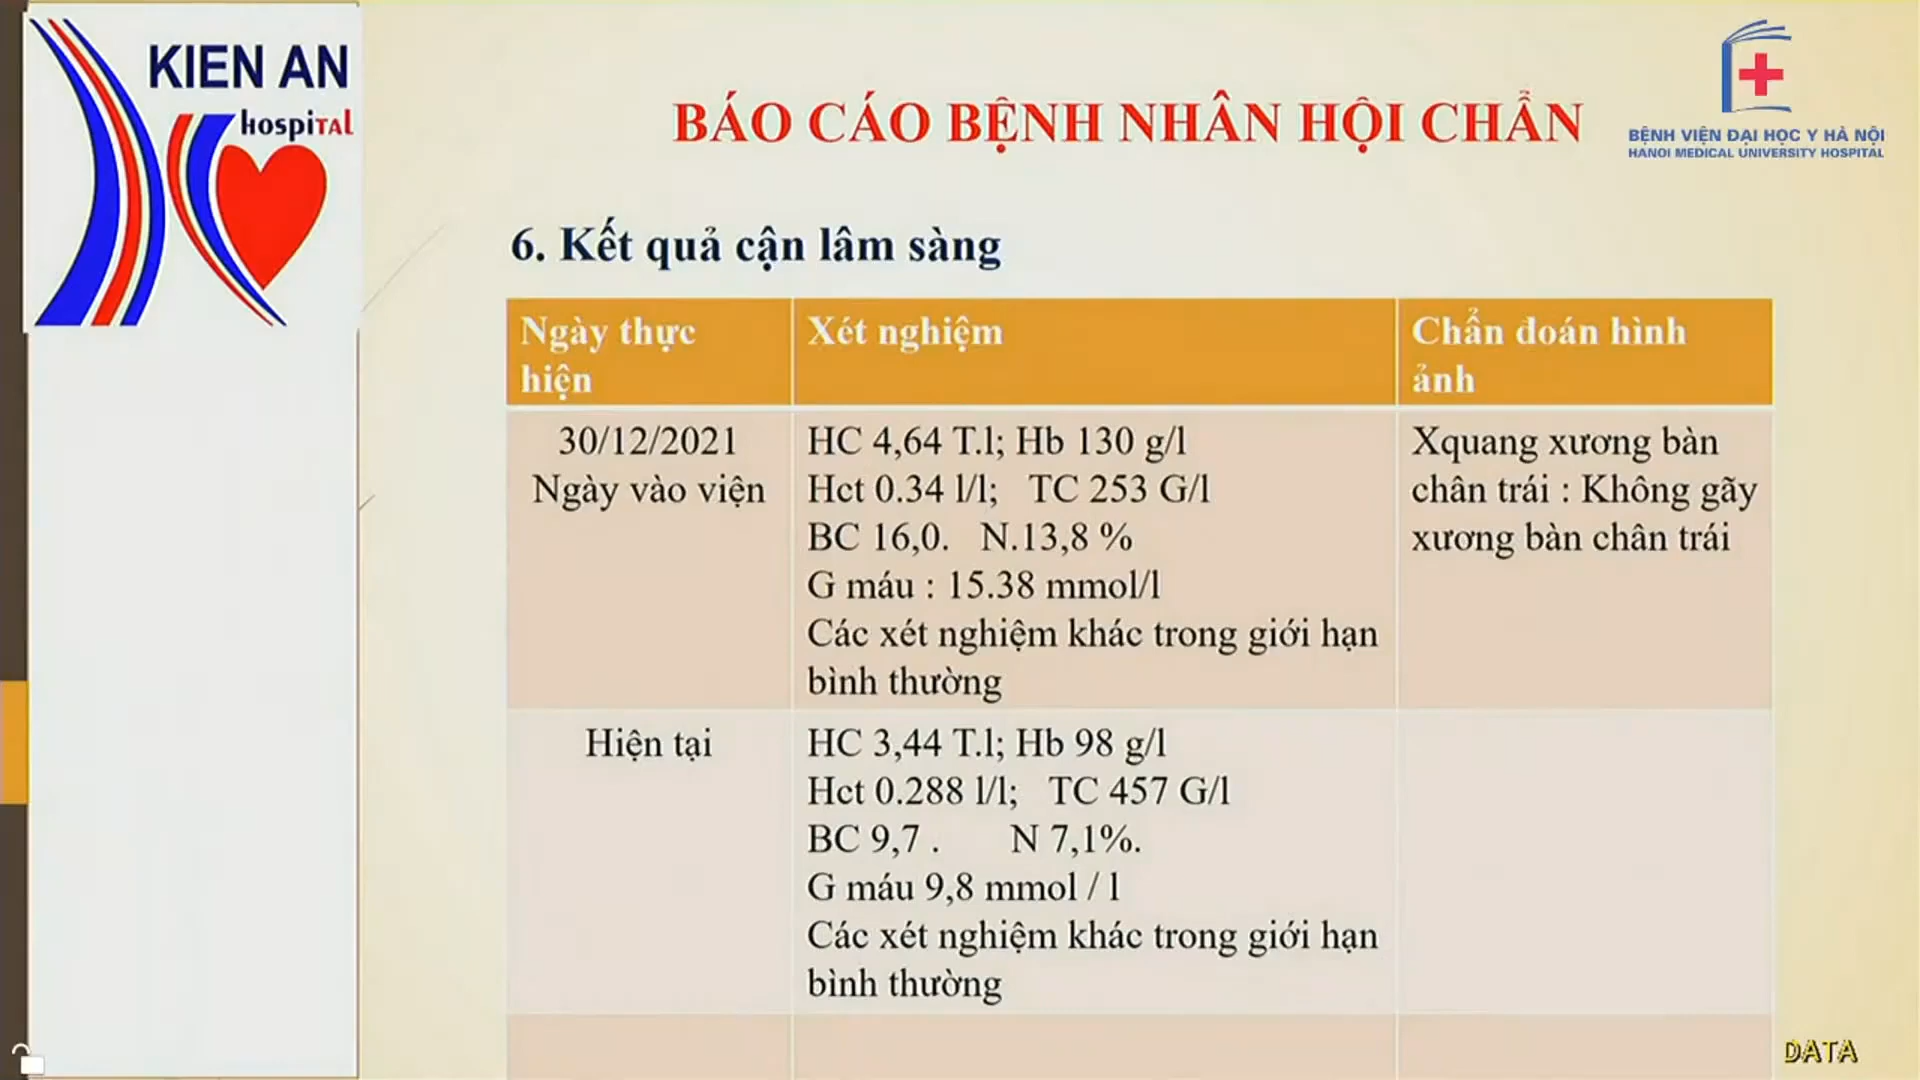 KIEN AN
hospiTAL
BÁO CÁO BỆNH NHÂN HỘI CHẨN
BỆNH VIỆN ĐẠI HỌC Y HÀ NỘI
HANOI MEDICAL UNIVERSITY HOSPITAL
6. Kết quả cận lâm sàng
Ngày thực
hiện
Xét nghiệm
Chẩn đoán hình
ảnh
30/12/2021
Ngày vào viện
HC 4,64 T.l; Hb 130 g/l
Hct 0.34 l/l; TC 253 G/l
BC 16,0. N.13,8 %
G máu : 15.38 mmol/l
Các xét nghiệm khác trong giới hạn
bình thường
Xquang xương bàn
chân trái : Không gãy
xương bàn chân trái
Hiện tại
HC 3,44 T.l; Hb 98 g/l
Hct 0.288 l/l; TC 457 G/l
BC 9,7 . N 7,1%.
G máu 9,8 mmol / l
Các xét nghiệm khác trong giới hạn
bình thường
DATA